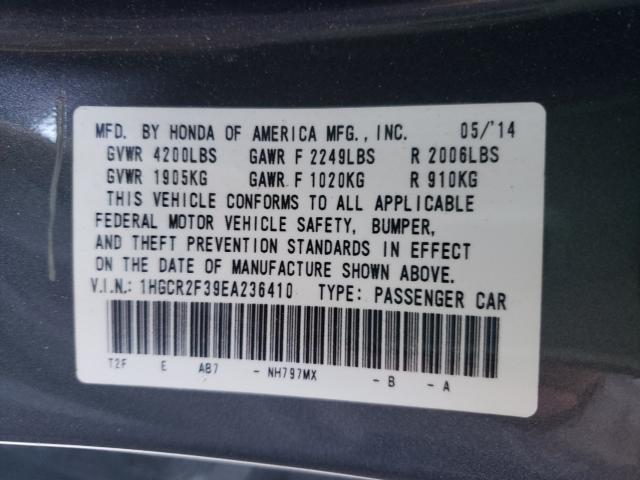 MFD. BY HONDA OF AMERICA MFG., INC. 05/'14
GVWR 4200LBS GAWR F 2249LBS R 2006LBS
GVWR 1905KG GAWR F 1020KG R 910KG
THIS VEHICLE CONFORMS TO ALL APPLICABLE
FEDERAL MOTOR VEHICLE SAFETY, BUMPER,
AND THEFT PREVENTION STANDARDS IN EFFECT
ON THE DATE OF MANUFACTURE SHOWN ABOVE.
V.I.N.: 1HGCR2F39EA236410 TYPE: PASSENGER CAR
T2F E AB7 - NH797MX - B - A